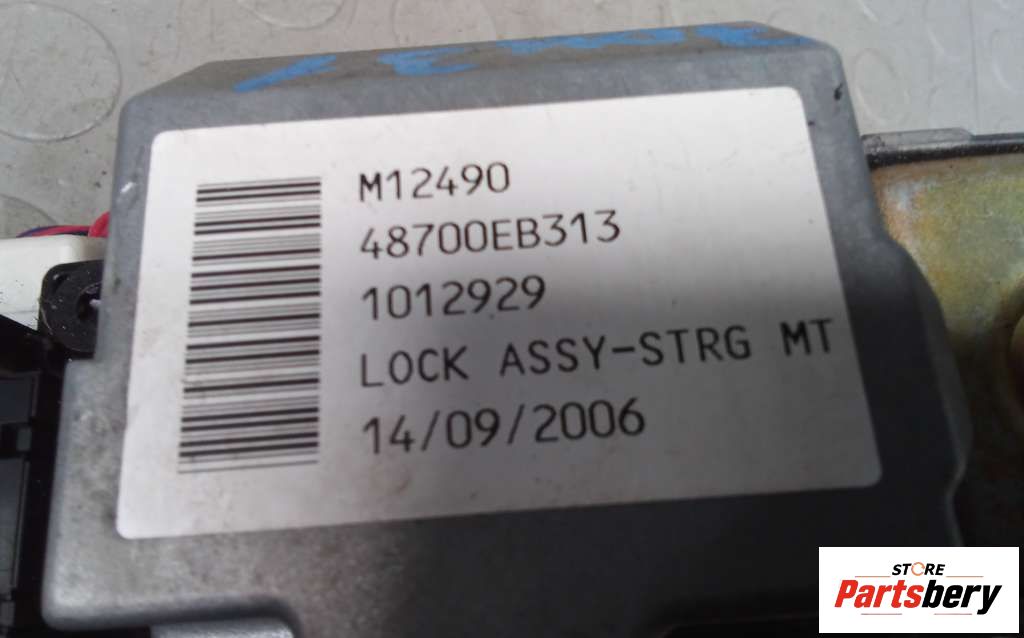 M12490
48700EB313
1012929
LOCK ASSY-STRG MT
14/09/2006
STORE
Partsbery